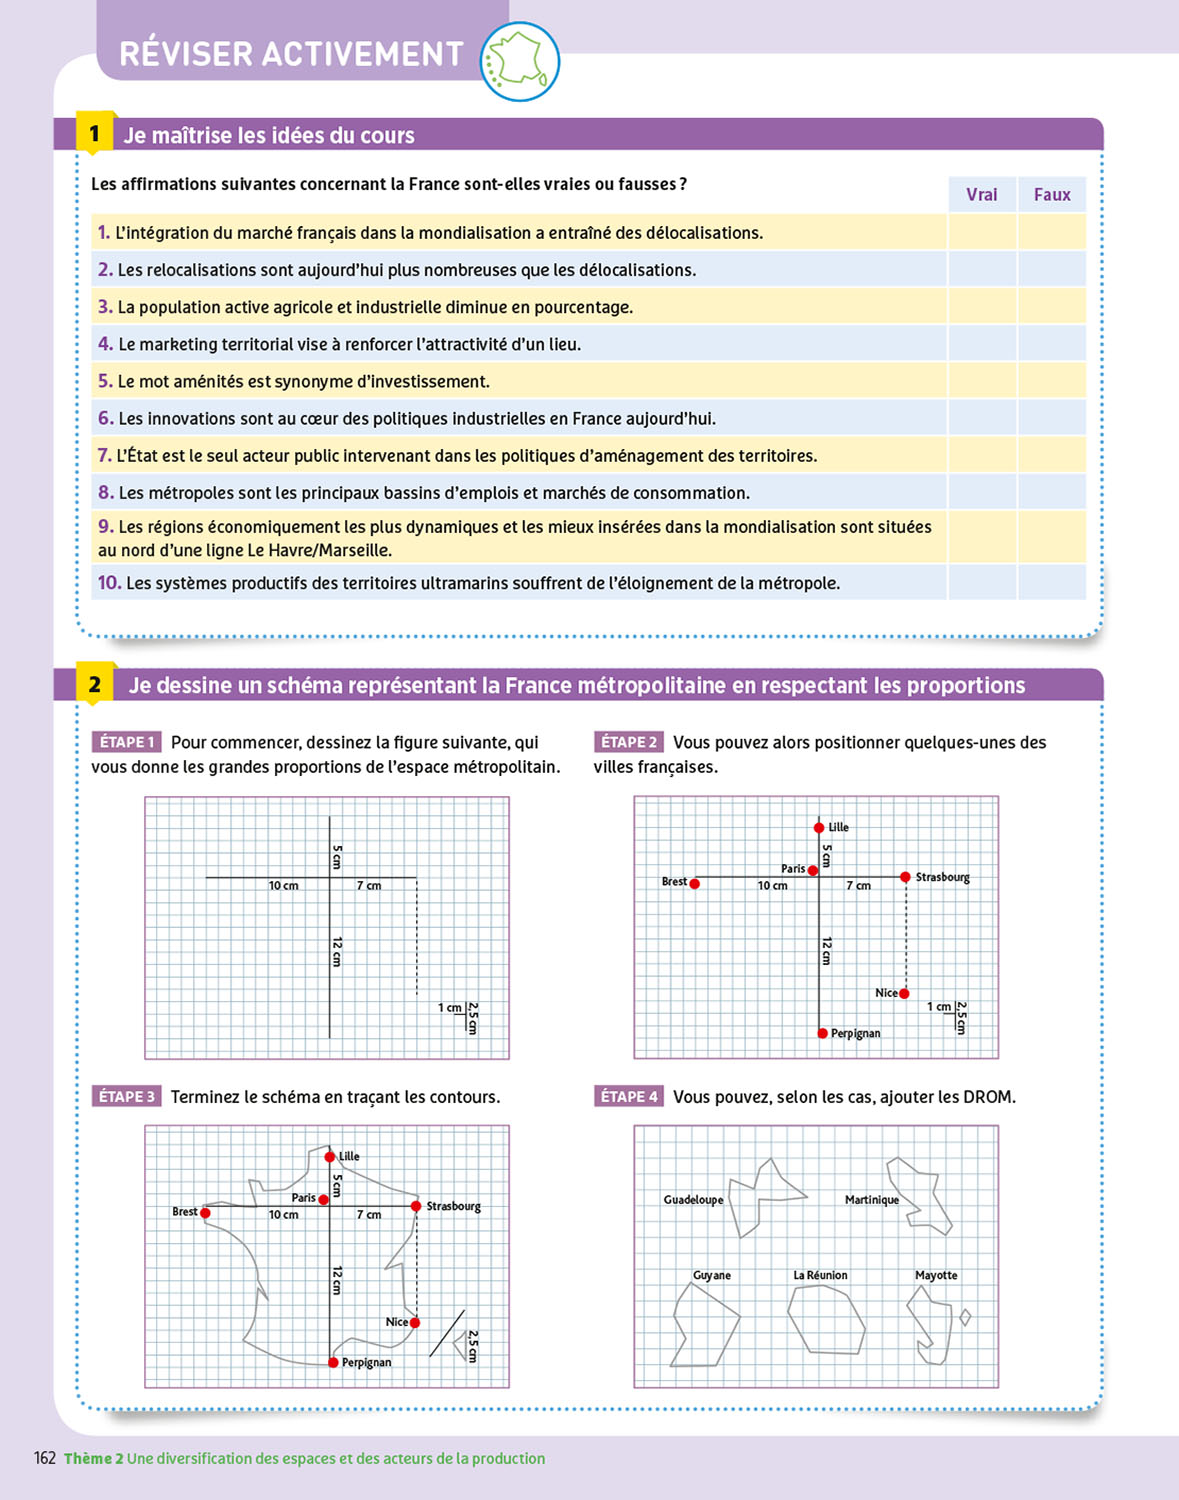 RÉVISER ACTIVEMENT
1 Je maîtrise les idées du cours
Les affirmations suivantes concernant la France sont-elles vraies ou fausses ?
Vrai Faux
1. L'intégration du marché français dans la mondialisation a entraîné des délocalisations.
2. Les relocalisations sont aujourd'hui plus nombreuses que les délocalisations.
3. La population active agricole et industrielle diminue en pourcentage.
4. Le marketing territorial vise à renforcer l'attractivité d'un lieu.
5. Le mot aménités est synonyme d'investissement.
6. Les innovations sont au cœur des politiques industrielles en France aujourd'hui.
7. L'État est le seul acteur public intervenant dans les politiques d'aménagement des territoires.
8. Les métropoles sont les principaux bassins d'emplois et marchés de consommation.
9. Les régions économiquement les plus dynamiques et les mieux insérées dans la mondialisation sont situées
au nord d'une ligne Le Havre/Marseille.
10. Les systèmes productifs des territoires ultramarins souffrent de l'éloignement de la métropole.
2 Je dessine un schéma représentant la France métropolitaine en respectant les proportions
ÉTAPE 1 Pour commencer, dessinez la figure suivante, qui
vous donne les grandes proportions de l'espace métropolitain.
5 cm
10 cm 7 cm
12 cm
1 cm 2,5 cm
ÉTAPE 2 Vous pouvez alors positionner quelques-unes des
villes françaises.
Lille
5 cm
Paris
Brest 10 cm 7 cm Strasbourg
12 cm
Nice
1 cm 2,5 cm
Perpignan
ÉTAPE 3 Terminez le schéma en traçant les contours.
Lille
5 cm
Paris
Brest 10 cm 7 cm Strasbourg
12 cm
Nice
2,5 cm
Perpignan
ÉTAPE 4 Vous pouvez, selon les cas, ajouter les DROM.
Guadeloupe Martinique
Guyane La Réunion Mayotte
162 Thème 2 Une diversification des espaces et des acteurs de la production